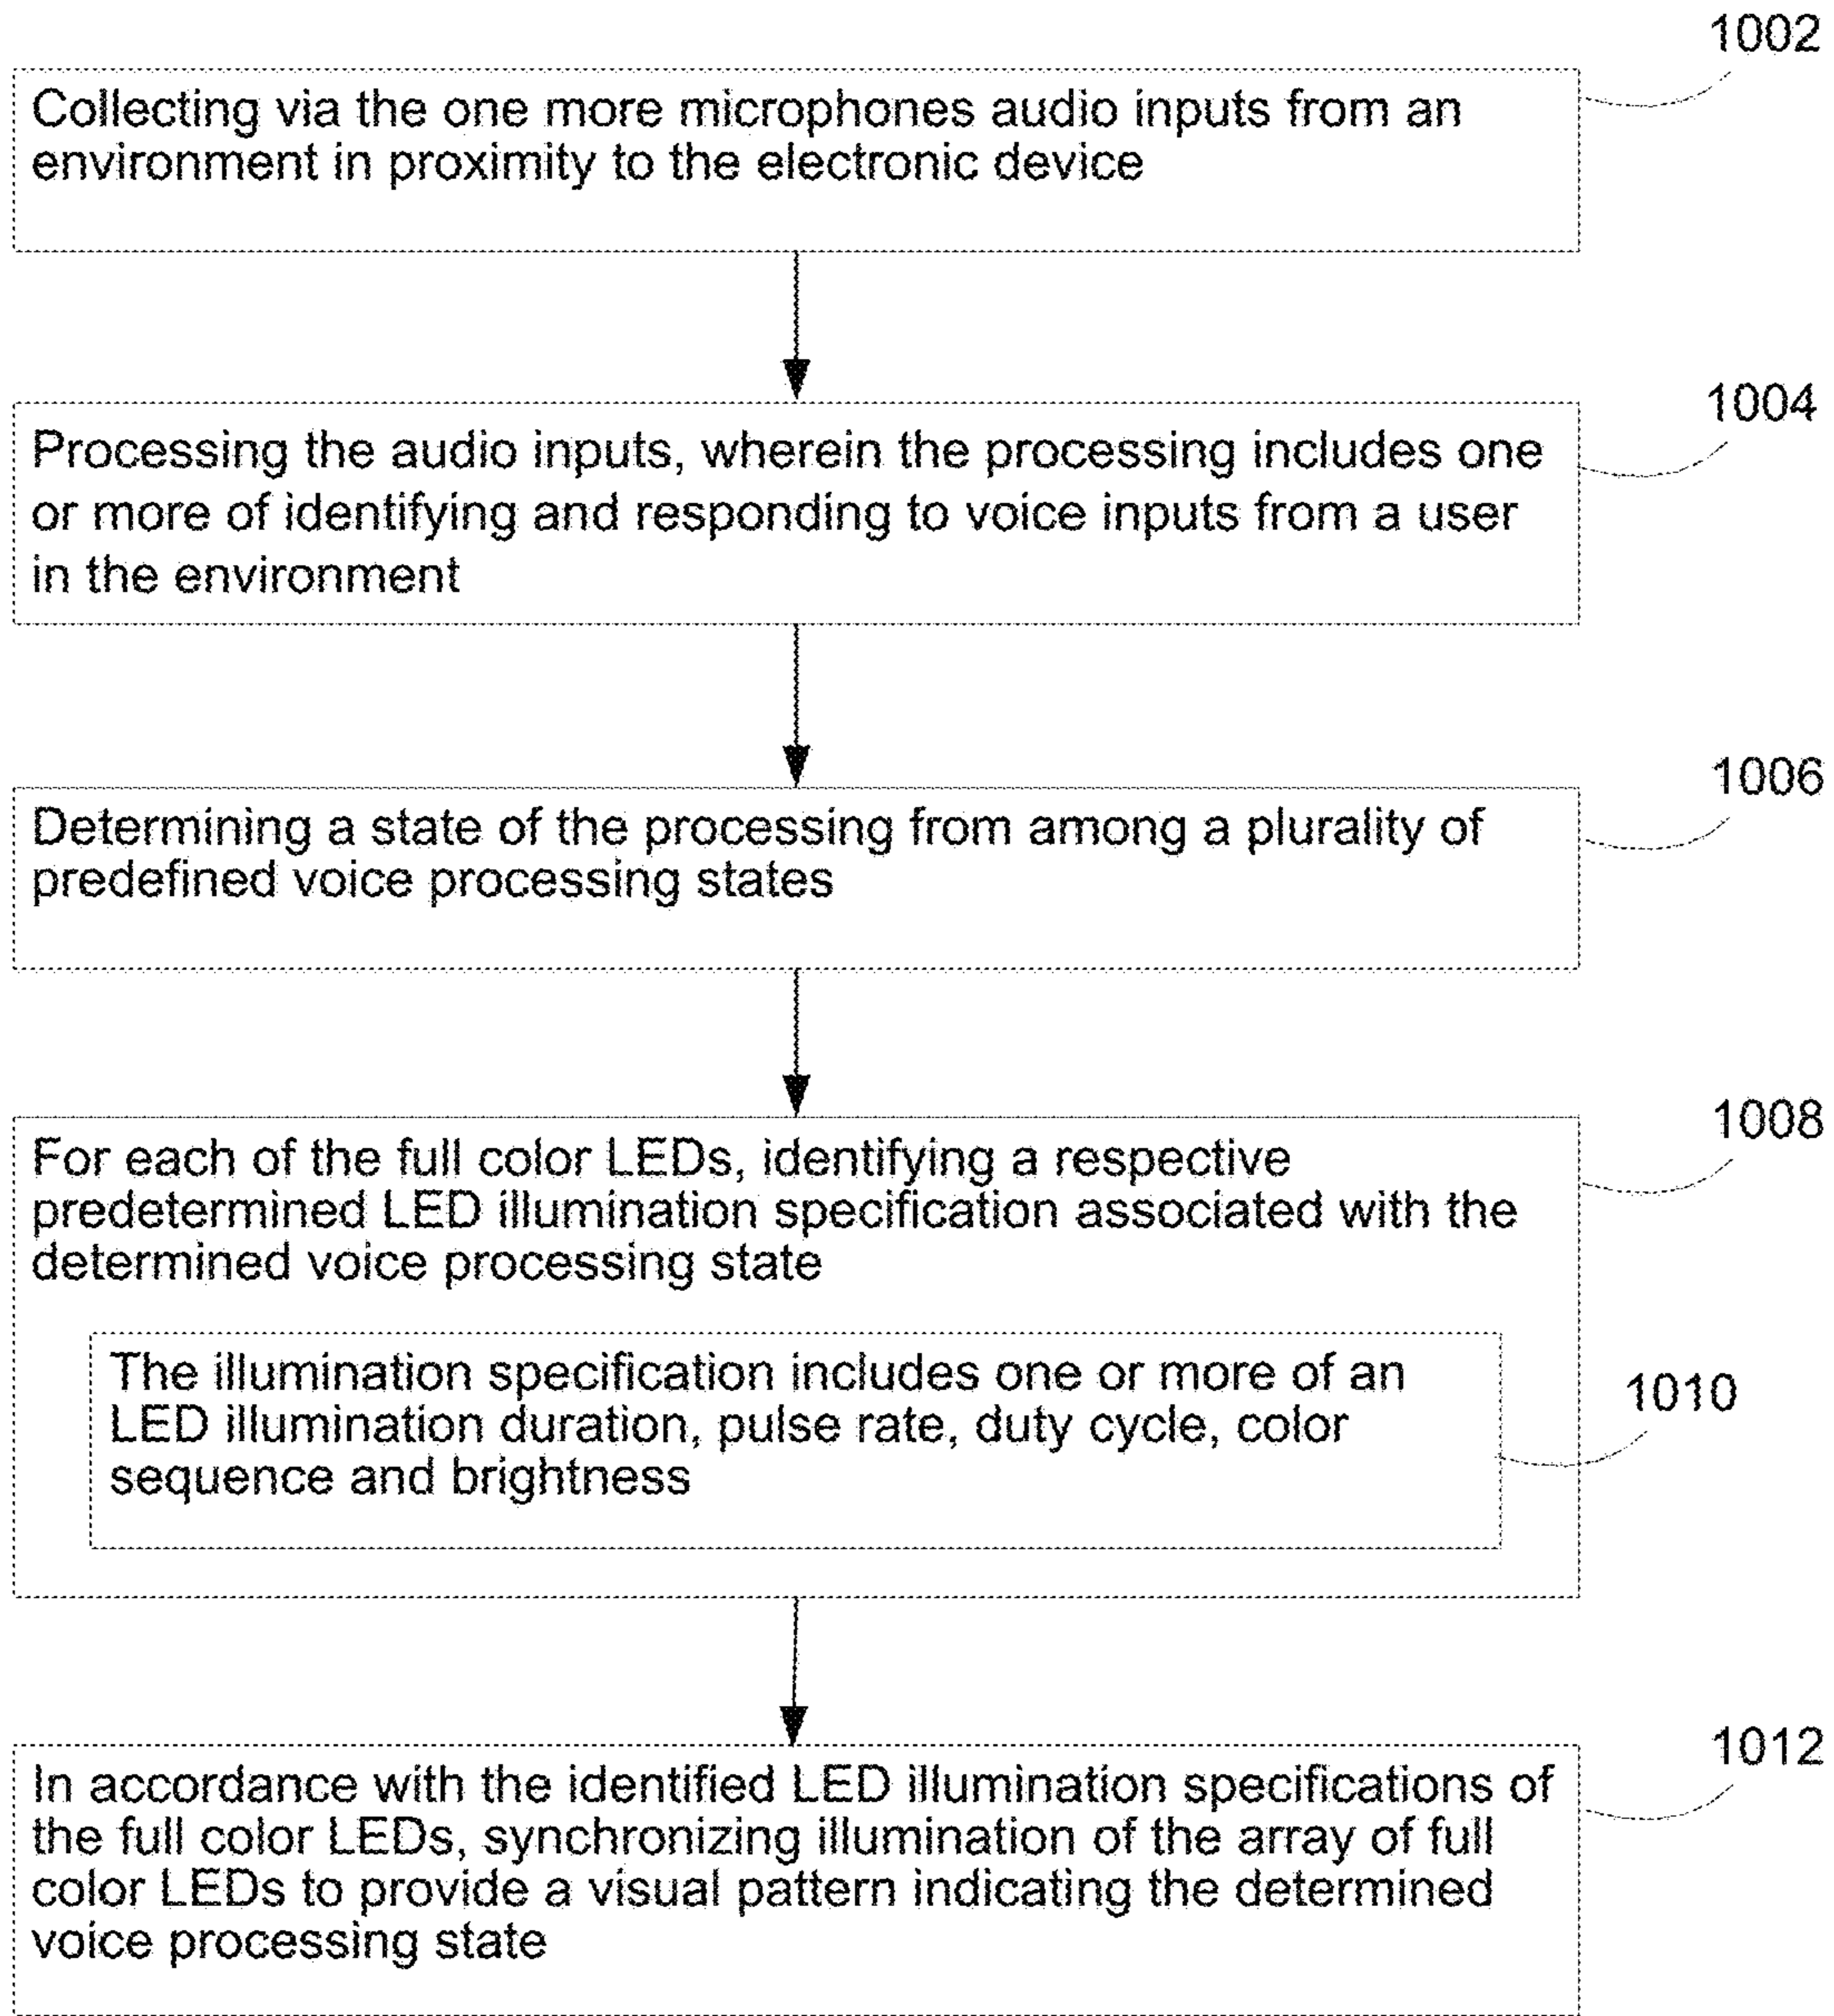 1002
Collecting via the one more microphones audio inputs from an
environment in proximity to the electronic device
1004
Processing the audio inputs, wherein the processing includes one
or more of identifying and responding to voice inputs from a user
in the environment
1006
Determining a state of the processing from among a plurality of
predefined voice processing states
1008
For each of the full color LEDs, identifying a respective
predetermined LED illumination specification associated with the
determined voice processing state
The illumination specification includes one or more of an
LED illumination duration, pulse rate, duty cycle, color
sequence and brightness
1010
1012
In accordance with the identified LED illumination specifications of
the full color LEDs, synchronizing illumination of the array of full
color LEDs to provide a visual pattern indicating the determined
voice processing state